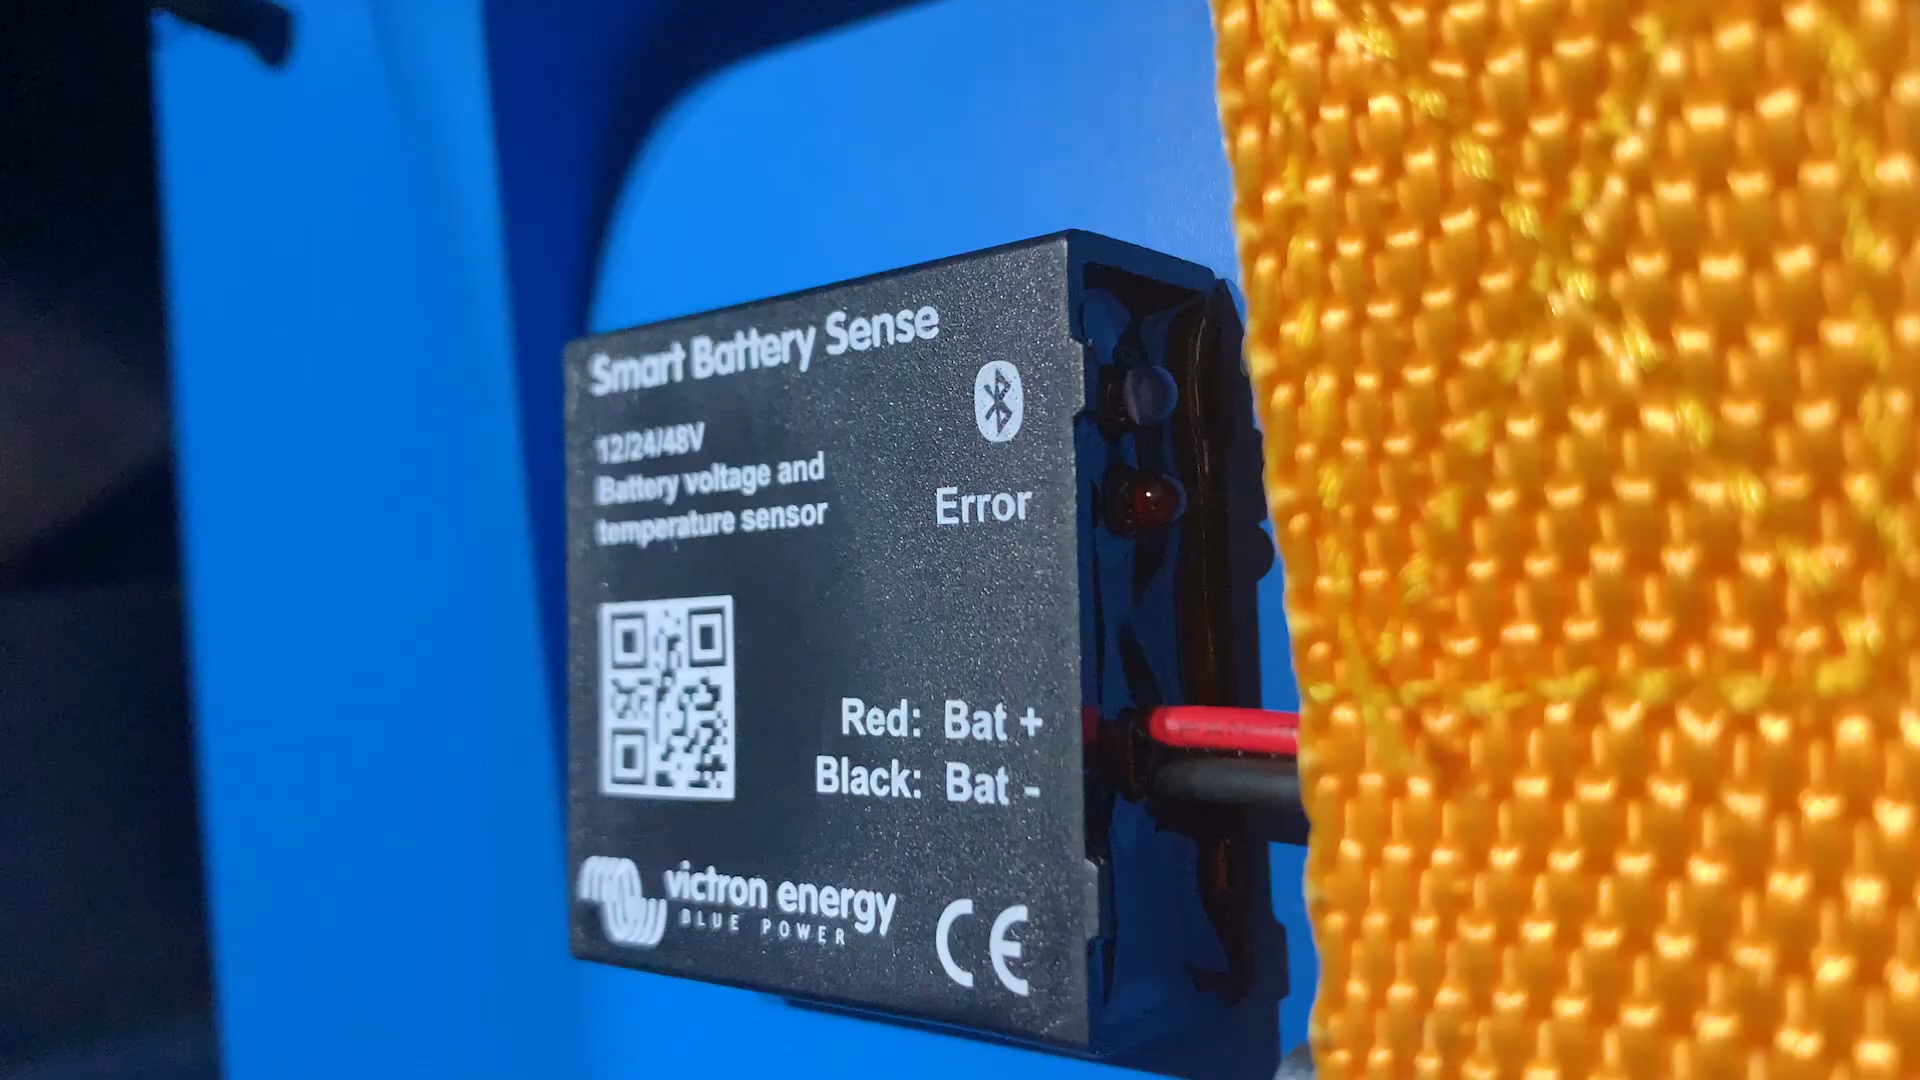 Smart Battery Sense
12/24/48V
Battery voltage and
temperature sensor
Error
Red: Bat +
Black: Bat -
victron energy
BLUE POWER
CE